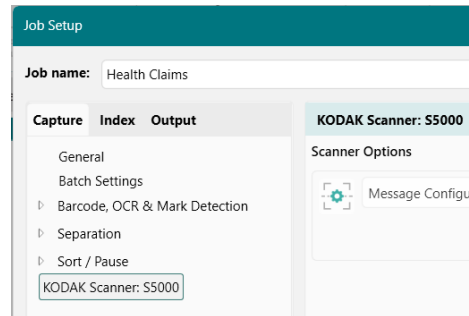 Job Setup
Job name: Health Claims
Capture Index Output
KODAK Scanner: S5000
General
Scanner Options
Batch Settings
Message Configu
Barcode, OCR & Mark Detection
Separation
Sort / Pause
KODAK Scanner: S5000